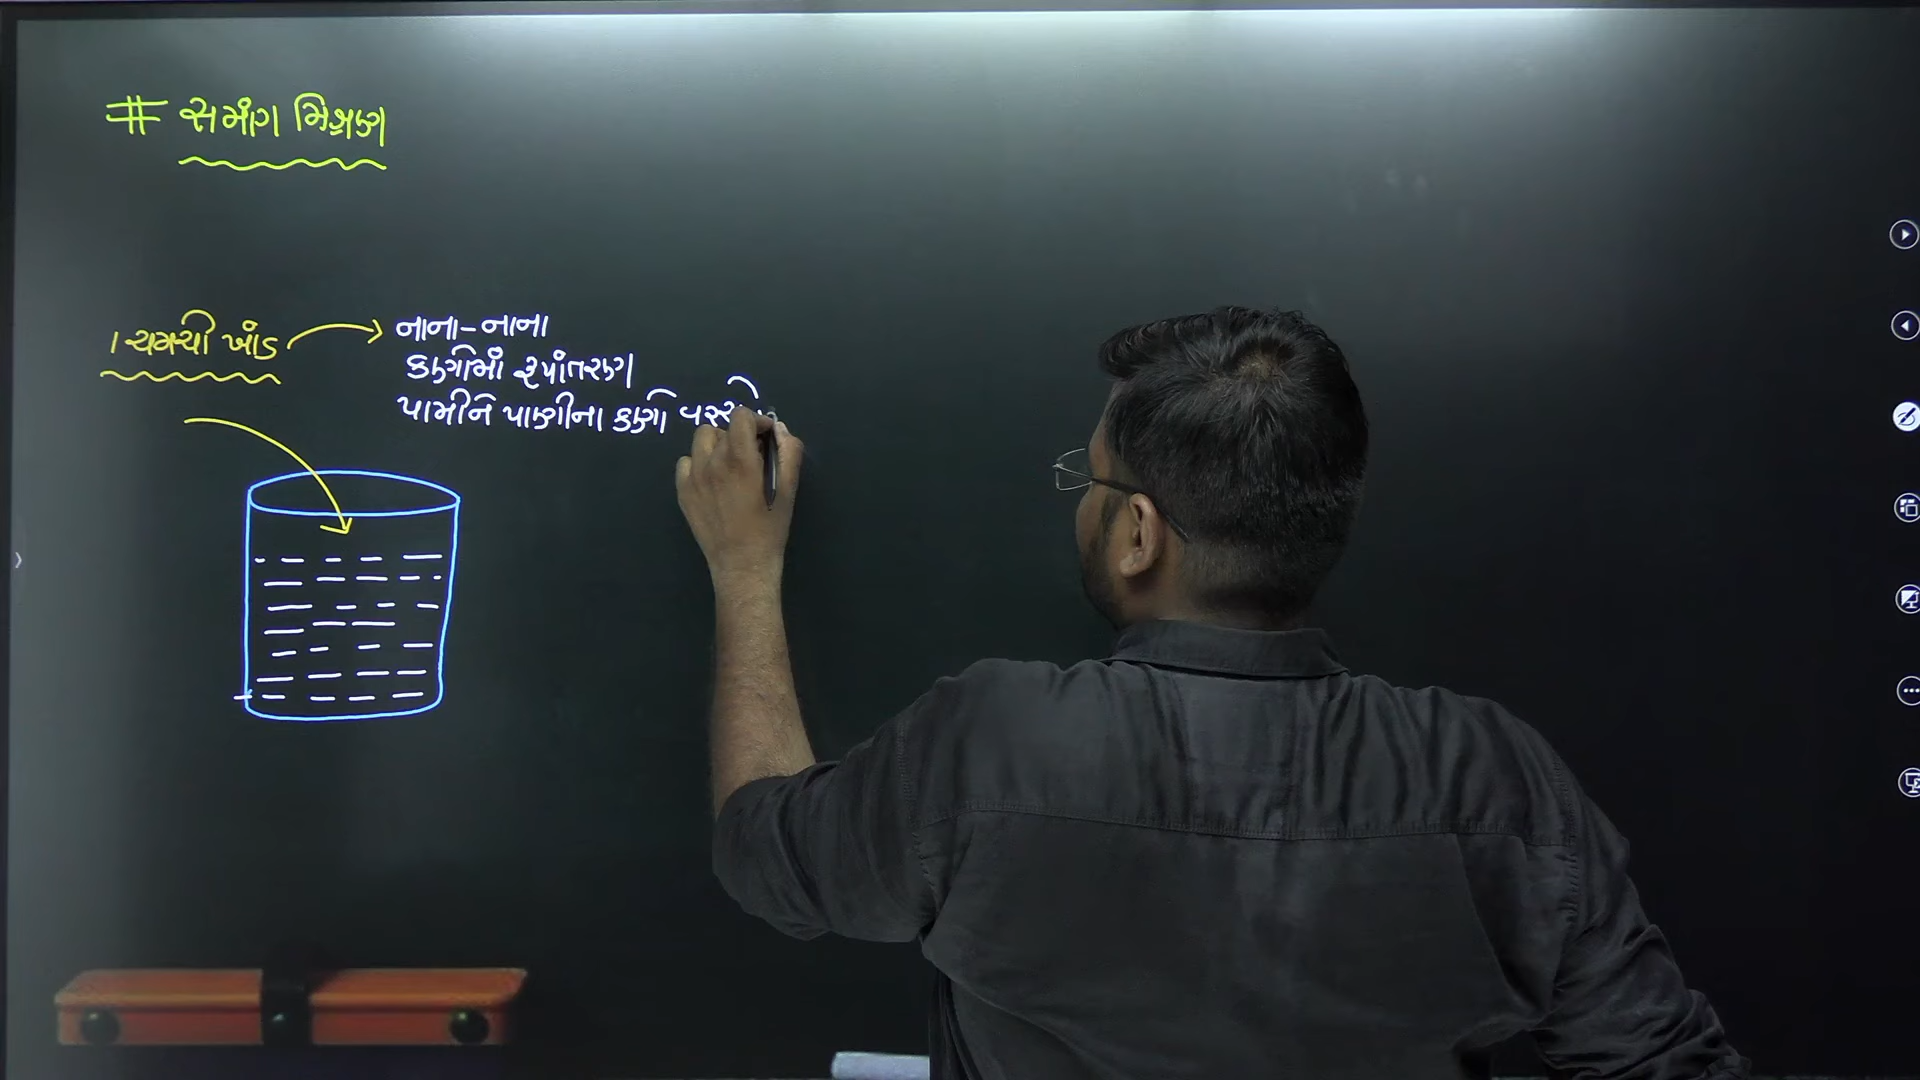 # સમાંગ મિશ્રણ
1 ચમચી ખાંડ
નાના-નાના
કણોમાં રૂપાંતરણ
પામીને પાણીના કણો